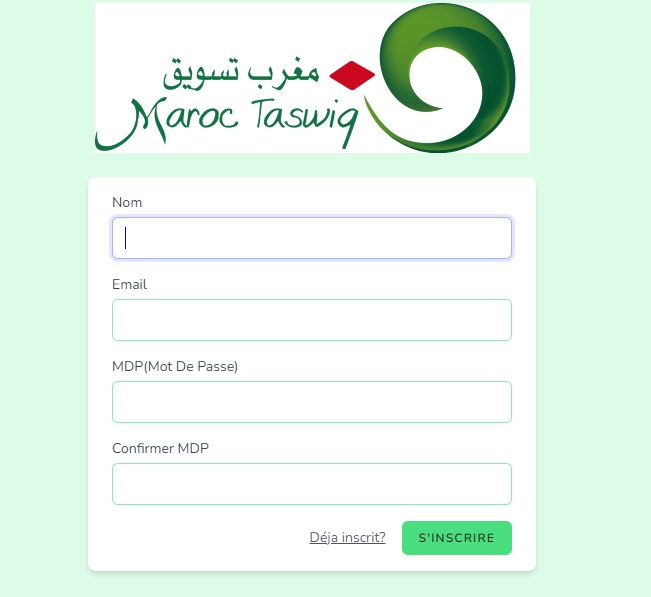 مغرب تسويق
Maroc Taswiq
Nom
Email
MDP(Mot De Passe)
Confirmer MDP
Déja inscrit?
S'INSCRIRE